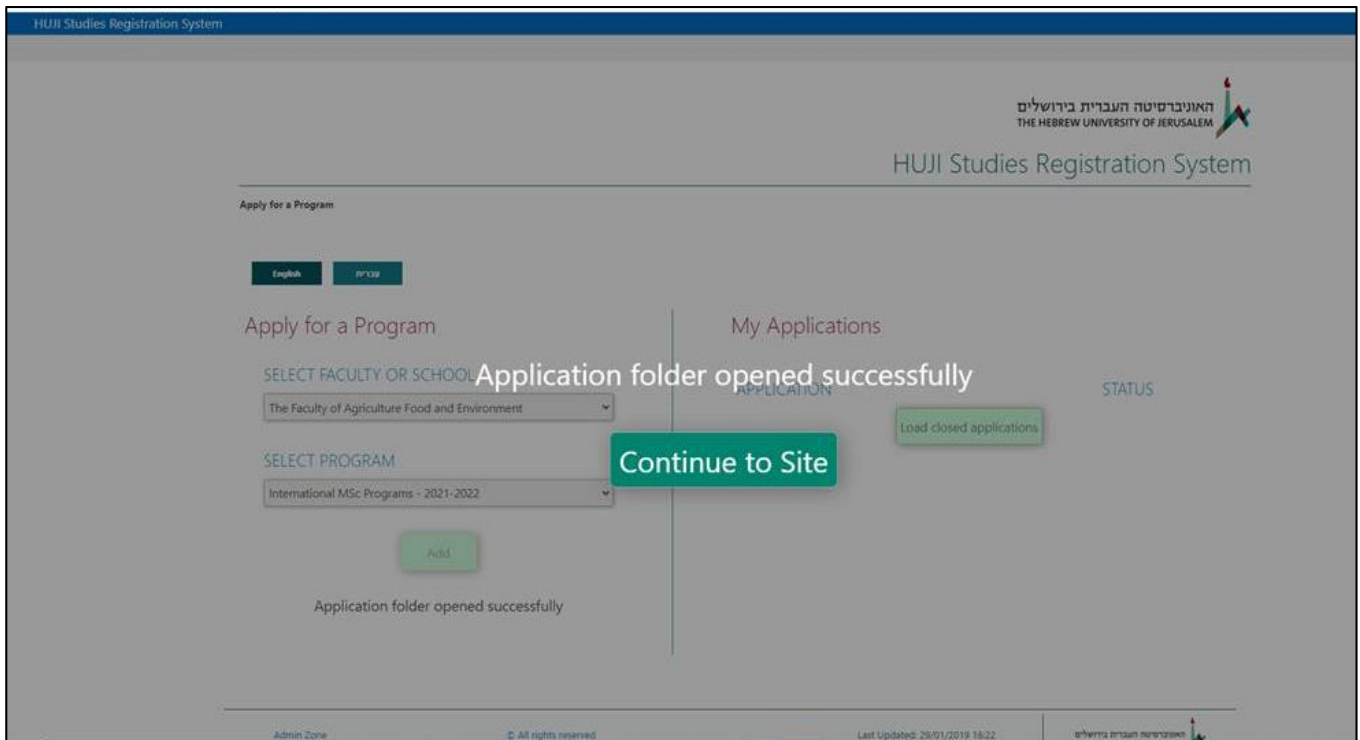 HUJI Studies Registration System
האוניברסיטה העברית בירושלים
THE HEBREW UNIVERSITY OF JERUSALEM
HUJI Studies Registration System
Apply for a Program
English
עברית
Apply for a Program
SELECT FACULTY OR SCHOOL
The Faculty of Agriculture Food and Environment
SELECT PROGRAM
International MSc Programs - 2021-2022
Add
Application folder opened successfully
My Applications
APPLICATION
STATUS
Load closed applications
Application folder opened successfully
Continue to Site
Admin Zone
© All rights reserved
Last Updated: 29/01/2019 16:22
האוניברסיטה העברית בירושלים